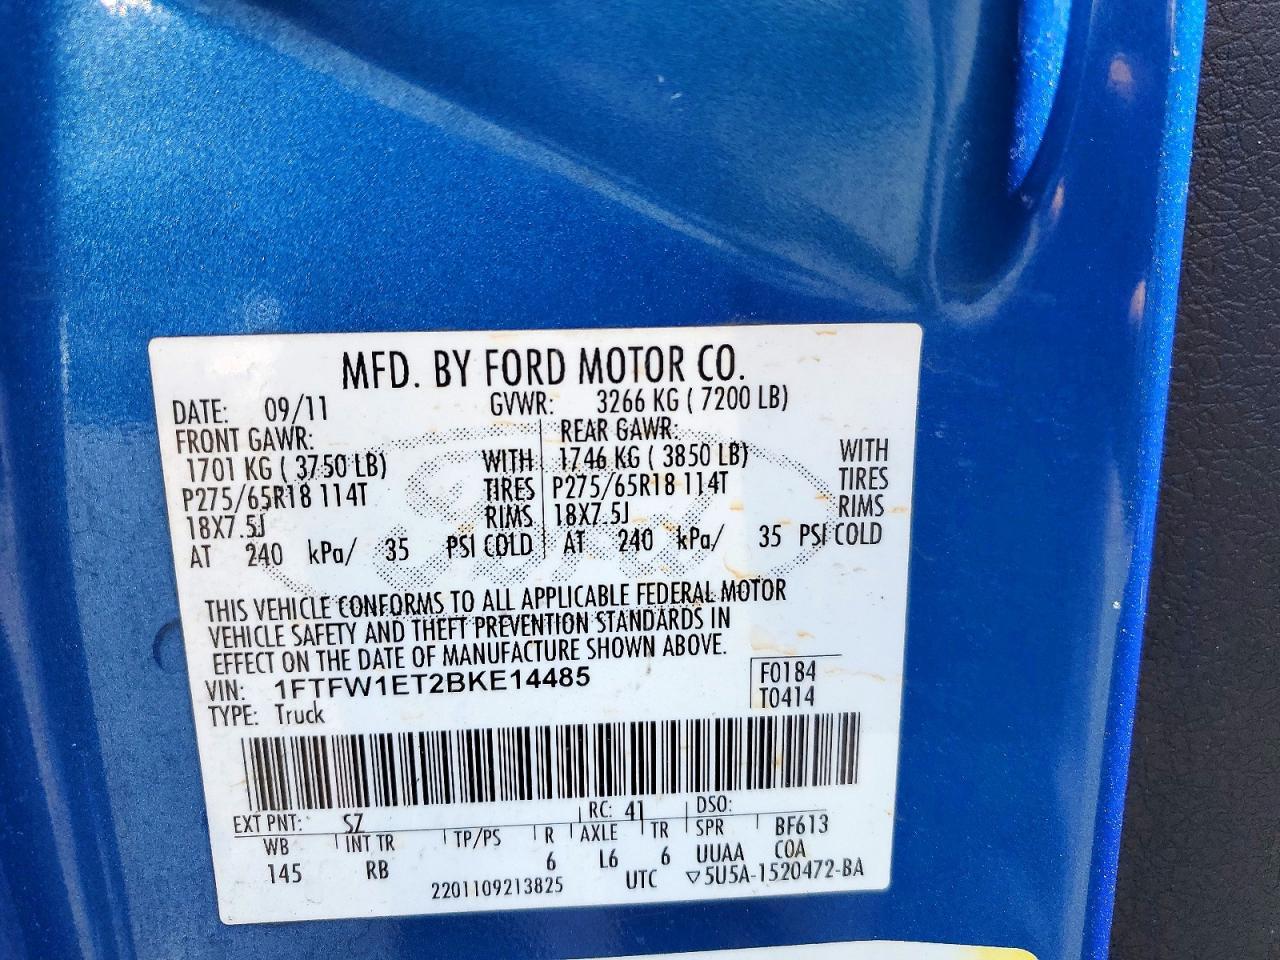 MFD. BY FORD MOTOR CO.
DATE: 09/11 GVWR: 3266 KG ( 7200 LB)
FRONT GAWR: REAR GAWR:
1701 KG ( 3750 LB) WITH 1746 KG ( 3850 LB) WITH
P275/65R18 114T TIRES P275/65R18 114T TIRES
18X7.5J RIMS 18X7.5J RIMS
AT 240 kPa/ 35 PSI COLD AT 240 kPa/ 35 PSI COLD
THIS VEHICLE CONFORMS TO ALL APPLICABLE FEDERAL MOTOR
VEHICLE SAFETY AND THEFT PREVENTION STANDARDS IN
EFFECT ON THE DATE OF MANUFACTURE SHOWN ABOVE.
VIN: 1FTFW1ET2BKE14485 F0184
TYPE: Truck T0414
EXT PNT: SZ RC: 41 DSO:
WB INT TR TP/PS R AXLE TR SPR BF613
145 RB 6 L6 6 UUAA COA
2201109213825 UTC ▽5U5A-1520472-BA